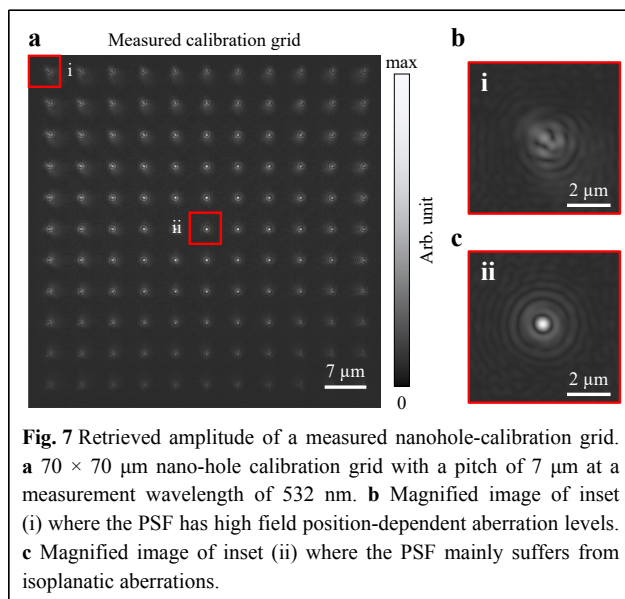 a
Measured calibration grid
i
ii
7 µm
max
Arb. unit
0
b
i
2 µm
c
ii
2 µm
Fig. 7 Retrieved amplitude of a measured nanohole-calibration grid.
a 70 × 70 µm nano-hole calibration grid with a pitch of 7 µm at a
measurement wavelength of 532 nm. b Magnified image of inset
(i) where the PSF has high field position-dependent aberration levels.
c Magnified image of inset (ii) where the PSF mainly suffers from
isoplanatic aberrations.